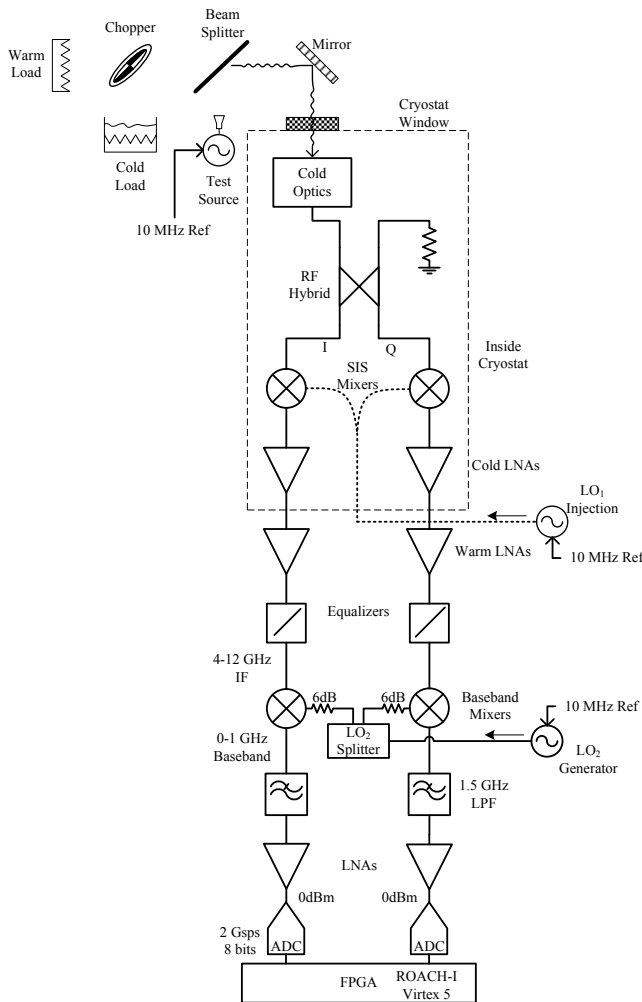 Beam
Splitter
Chopper
Mirror
Warm
Load
Cryostat
Window
Cold
Load
Test
Source
Cold
Optics
10 MHz Ref
RF
Hybrid
I
Q
SIS
Mixers
Inside
Cryostat
Cold LNAs
LO1
Injection
Warm LNAs
10 MHz Ref
Equalizers
4-12 GHz
IF
6dB
6dB
Baseband
Mixers
10 MHz Ref
LO2
Splitter
0-1 GHz
Baseband
LO2
Generator
1.5 GHz
LPF
LNAs
0dBm
0dBm
2 Gsps
8 bits
ADC
ADC
FPGA
ROACH-I
Virtex 5